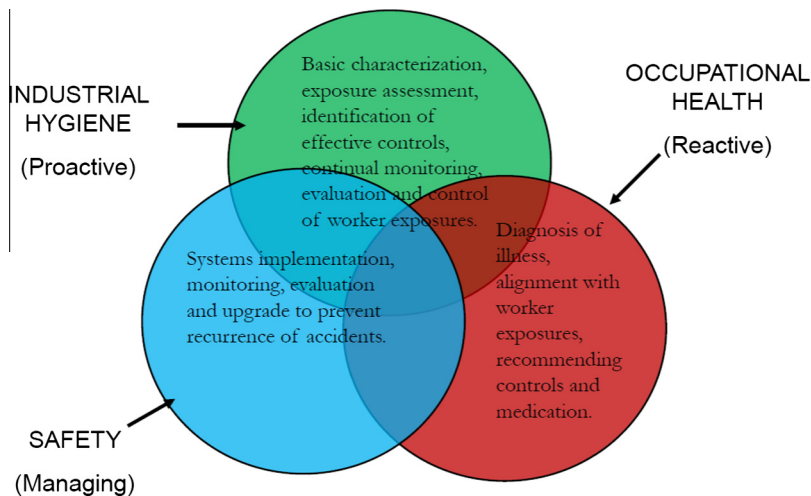 INDUSTRIAL
HYGIENE
(Proactive)
Basic characterization,
exposure assessment,
identification of
effective controls,
continual monitoring,
evaluation and control
of worker exposures.
OCCUPATIONAL
HEALTH
(Reactive)
Systems implementation,
monitoring, evaluation
and upgrade to prevent
recurrence of accidents.
Diagnosis of
illness,
alignment with
worker
exposures,
recommending
controls and
medication.
SAFETY
(Managing)